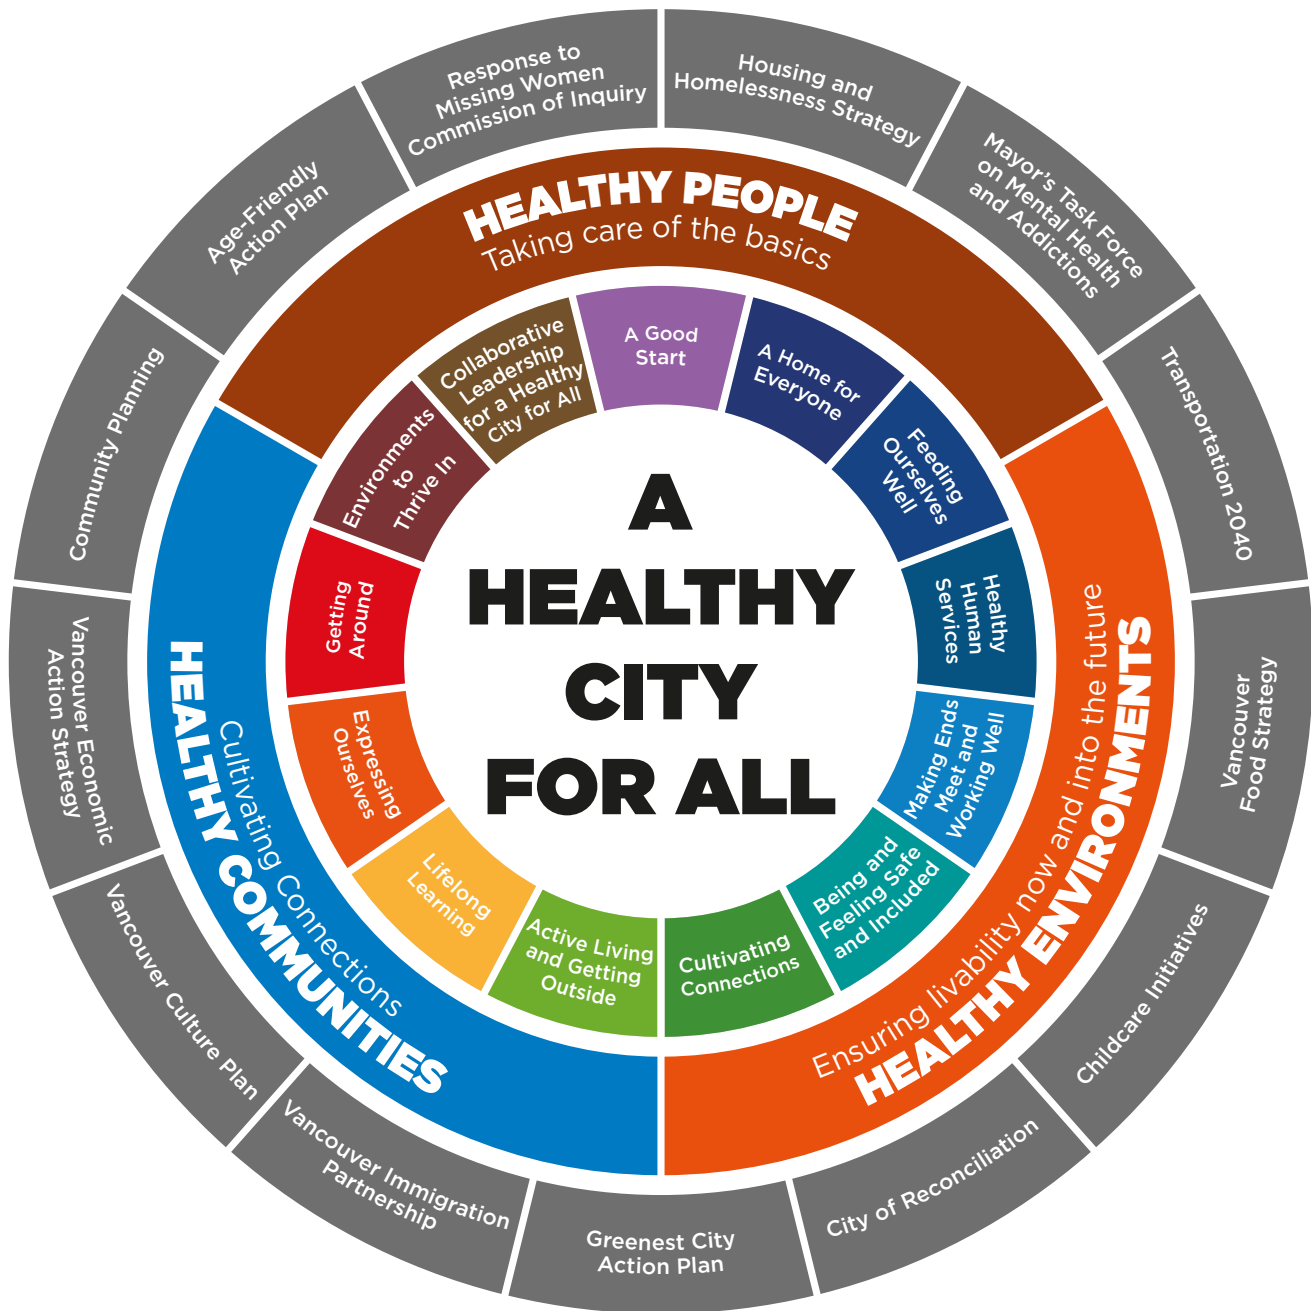 A
HEALTHY
CITY
FOR ALL
A Good
Start
A Home for
Everyone
Feeding
Ourselves
Well
Healthy
Human
Services
Making Ends
Meet and
Working Well
Being and
Feeling Safe
and Included
Cultivating
Connections
Active Living
and Getting
Outside
Lifelong
Learning
Expressing
Ourselves
Getting
Around
Environments
to
Thrive In
Collaborative
Leadership
for a Healthy
City for All
HEALTHY PEOPLE
Taking care of the basics
Ensuring livability now and into the future
HEALTHY ENVIRONMENTS
Cultivating Connections
HEALTHY COMMUNITIES
Housing and
Homelessness Strategy
Mayor's Task Force
on Mental Health
and Addictions
Transportation 2040
Vancouver
Food Strategy
Childcare Initiatives
City of Reconciliation
Greenest City
Action Plan
Vancouver Immigration
Partnership
Vancouver Culture Plan
Vancouver Economic
Action Strategy
Community Planning
Age-Friendly
Action Plan
Response to
Missing Women
Commission of Inquiry